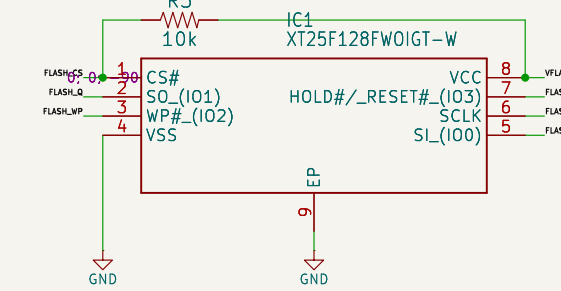 R5
10k
IC1
XT25F128FWOIGT-W
FLASH_CS
1
CS#
VCC
8
FLASH_Q
2
SO_(IO1)
HOLD#/_RESET#_(IO3)
7
FLASH_WP
3
WP#_(IO2)
SCLK
6
4
VSS
SI_(IO0)
5
EP
9
GND
GND